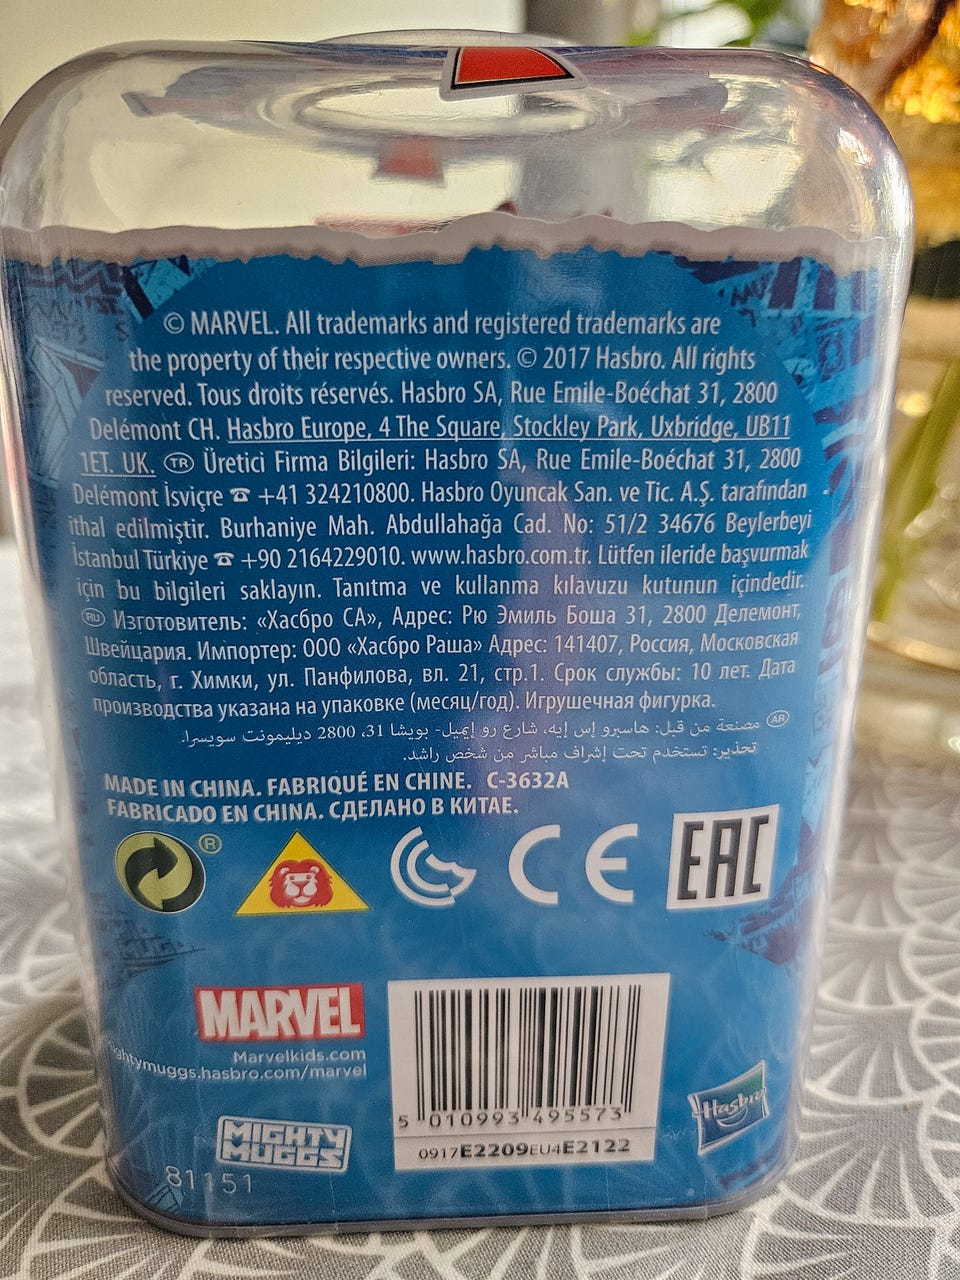 © MARVEL. All trademarks and registered trademarks are
the property of their respective owners. © 2017 Hasbro. All rights
reserved. Tous droits réservés. Hasbro SA, Rue Emile-Boéchat 31, 2800
Delémont CH. Hasbro Europe, 4 The Square, Stockley Park, Uxbridge, UB11
1ET. UK. TR Üretici Firma Bilgileri: Hasbro SA, Rue Emile-Boéchat 31, 2800
Delémont İsviçre ☎ +41 324210800. Hasbro Oyuncak San. ve Tic. A.Ş. tarafından
ithal edilmiştir. Burhaniye Mah. Abdullahağa Cad. No: 51/2 34676 Beylerbeyi
İstanbul Türkiye ☎ +90 2164229010. www.hasbro.com.tr. Lütfen ileride başvurmak
için bu bilgileri saklayın. Tanıtma ve kullanma kılavuzu kutunun içindedir.
RU Изготовитель: «Хасбро СА», Адрес: Рю Эмиль Боша 31, 2800 Делемонт,
Швейцария. Импортер: ООО «Хасбро Раша» Адрес: 141407, Россия, Московская
область, г. Химки, ул. Панфилова, вл. 21, стр.1. Срок службы: 10 лет. Дата
производства указана на упаковке (месяц/год). Игрушечная фигурка.
AR مصنعة من قبل: هاسبرو إس إيه، شارع رو إيميل- بويشا 31، 2800 ديليمونت سويسرا.
تحذير: تستخدم تحت إشراف مباشر من شخص راشد.
MADE IN CHINA. FABRIQUÉ EN CHINE. C-3632A
FABRICADO EN CHINA. СДЕЛАНО В КИТАЕ.
® CE EAC
MARVEL
Marvelkids.com
ghtymuggs.hasbro.com/marvel
5 010993 495573
0917E2209EU4E2122
Hasbro
MIGHTY
MUGGS
81151